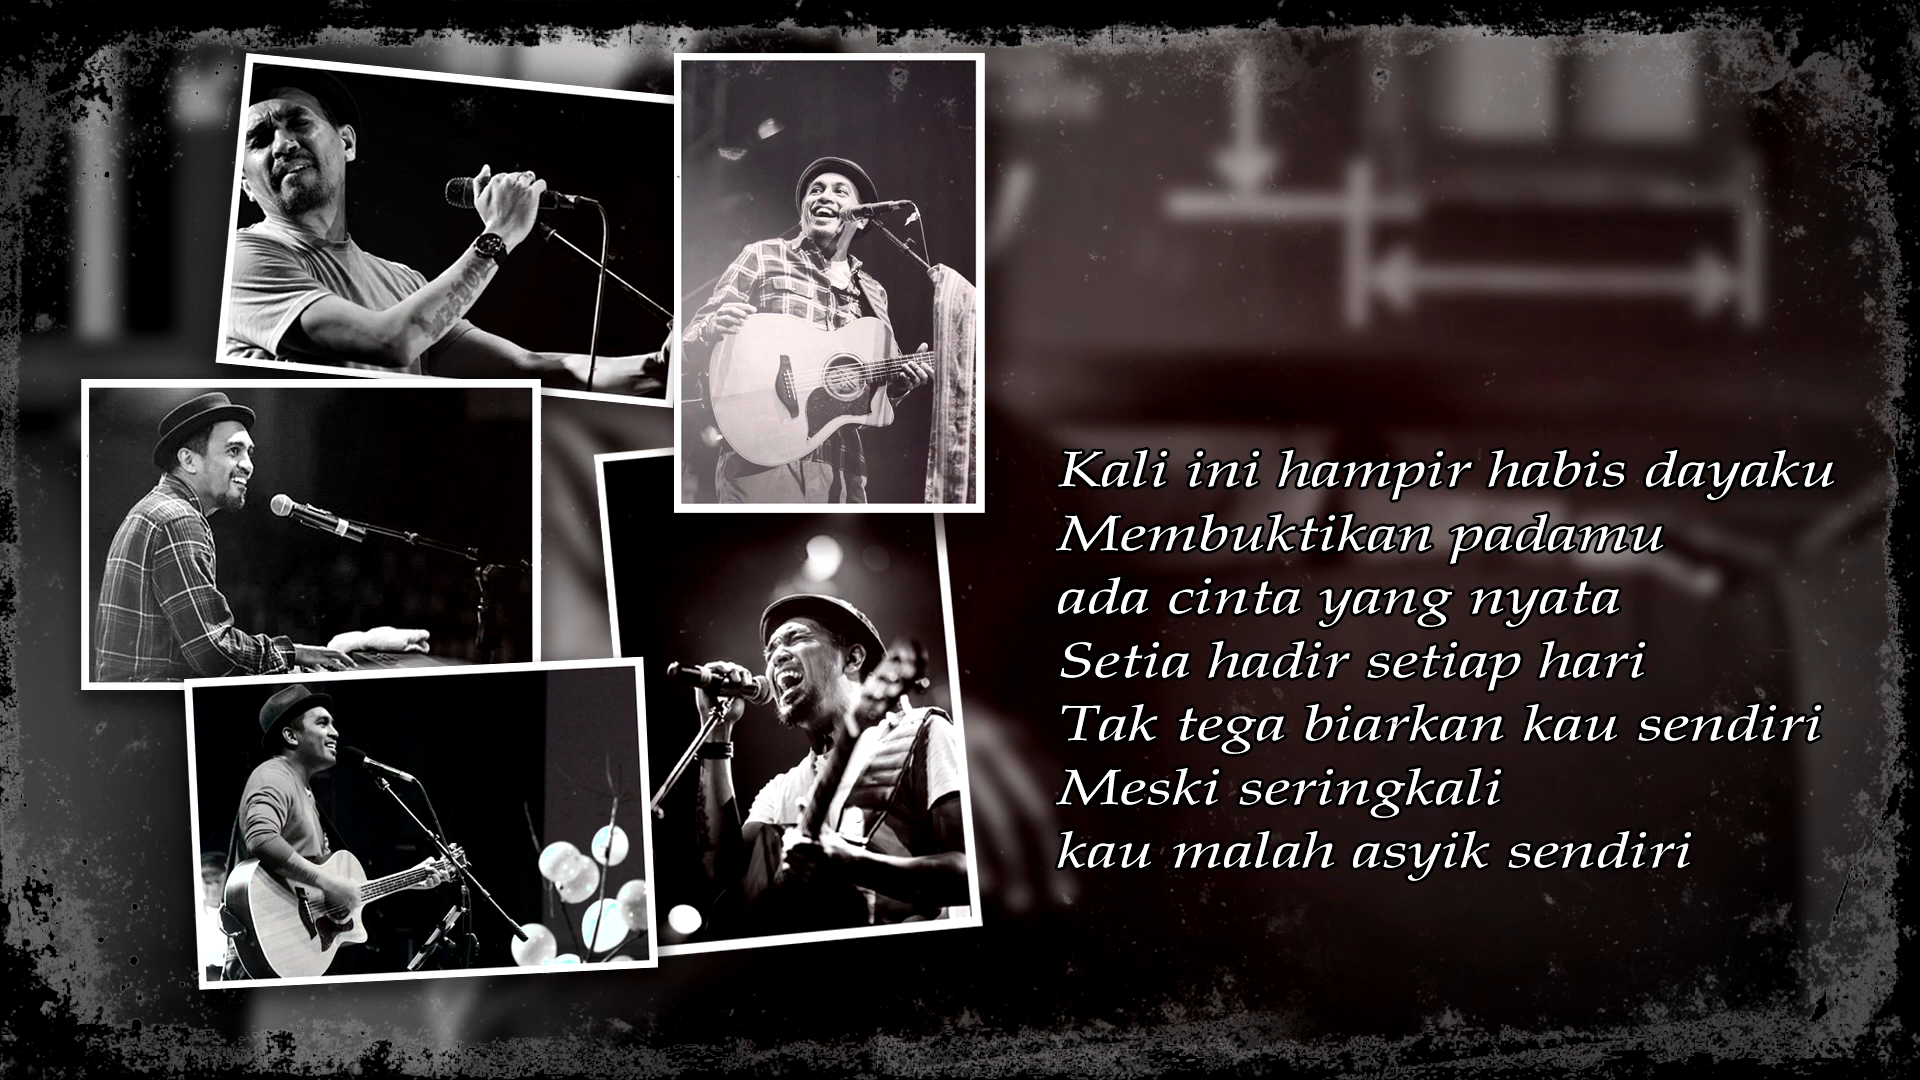 Kali ini hampir habis dayaku
Membuktikan padamu
ada cinta yang nyata
Setia hadir setiap hari
Tak tega biarkan kau sendiri
Meski seringkali
kau malah asyik sendiri